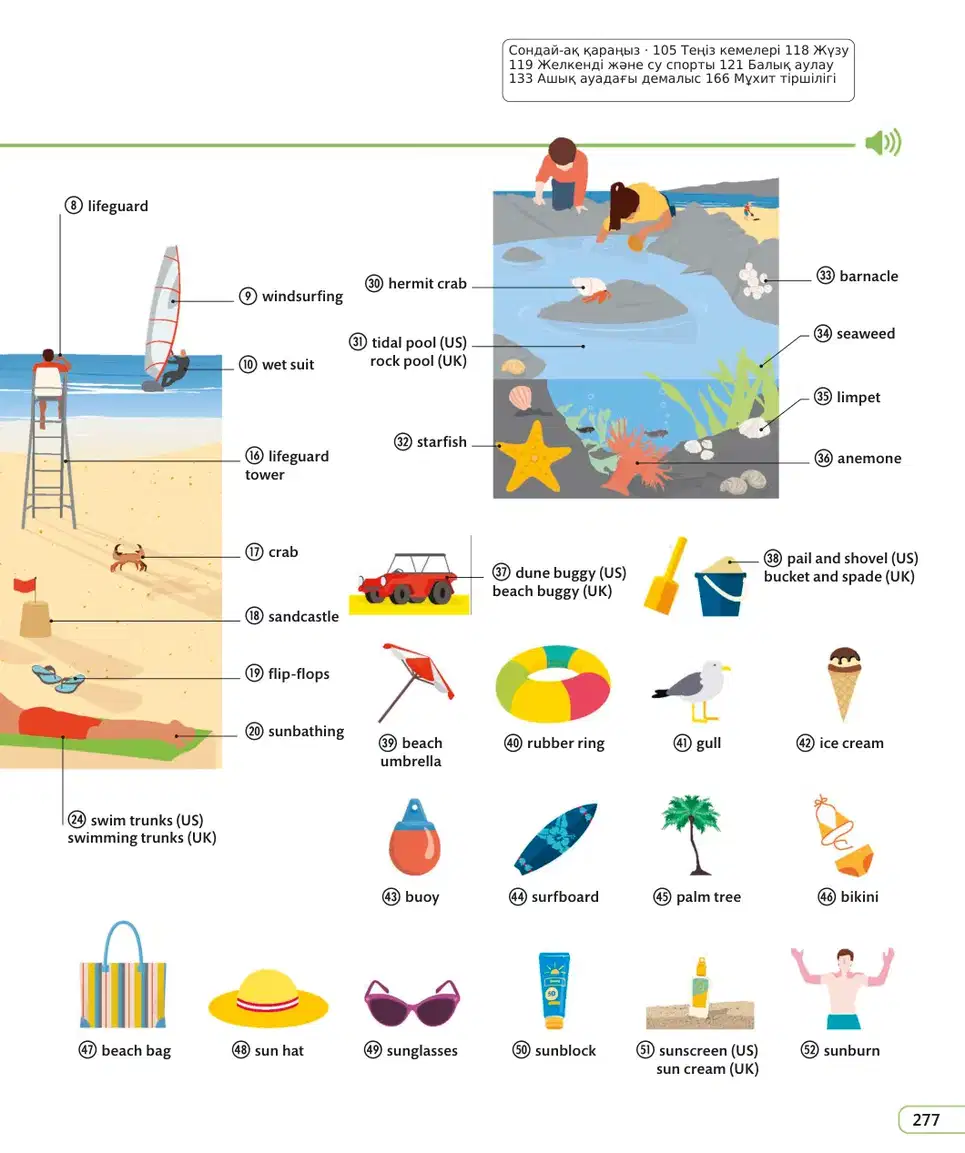 Сондай-ақ қараңыз · 105 Теңіз кемелері 118 Жүзу
119 Желкенді және су спорты 121 Балық аулау
133 Ашық ауадағы демалыс 166 Мұхит тіршілігі
⑧ lifeguard
⑨ windsurfing
⑩ wet suit
⑯ lifeguard
tower
⑰ crab
⑱ sandcastle
⑲ flip-flops
⑳ sunbathing
㉔ swim trunks (US)
swimming trunks (UK)
㉚ hermit crab
㉛ tidal pool (US)
rock pool (UK)
㉜ starfish
㉝ barnacle
㉞ seaweed
㉟ limpet
㊱ anemone
㊲ dune buggy (US)
beach buggy (UK)
㊳ pail and shovel (US)
bucket and spade (UK)
㊴ beach
umbrella
㊵ rubber ring
㊶ gull
㊷ ice cream
㊸ buoy
㊹ surfboard
㊺ palm tree
㊻ bikini
50
㊼ beach bag
㊽ sun hat
㊾ sunglasses
㊿ sunblock
51 sunscreen (US)
sun cream (UK)
52 sunburn
277